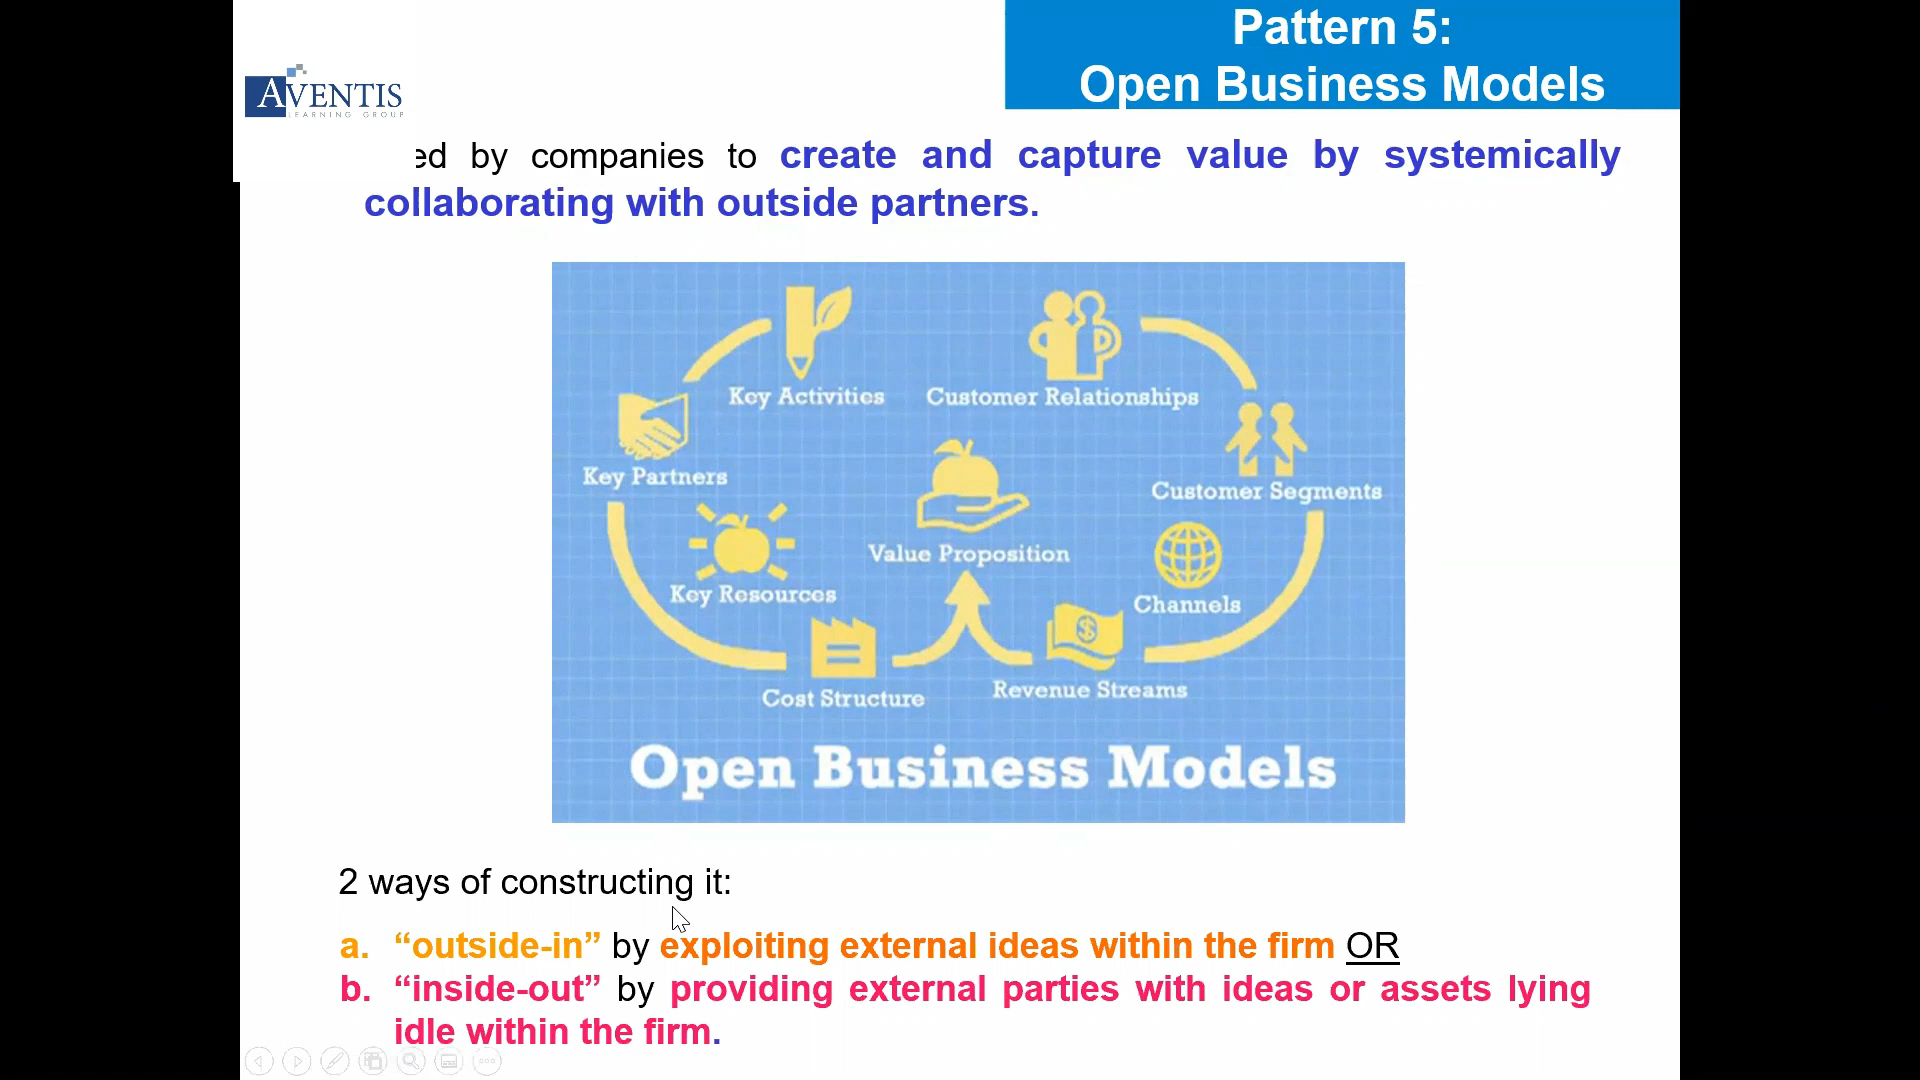 Pattern 5:
Open Business Models
AVENTIS
LEARNING GROUP
ed by companies to create and capture value by systemically
collaborating with outside partners.
Key Activities
Customer Relationships
Key Partners
Customer Segments
Value Proposition
Key Resources
Channels
$
Cost Structure
Revenue Streams
Open Business Models
2 ways of constructing it:
a. “outside-in” by exploiting external ideas within the firm OR
b. “inside-out” by providing external parties with ideas or assets lying
idle within the firm.